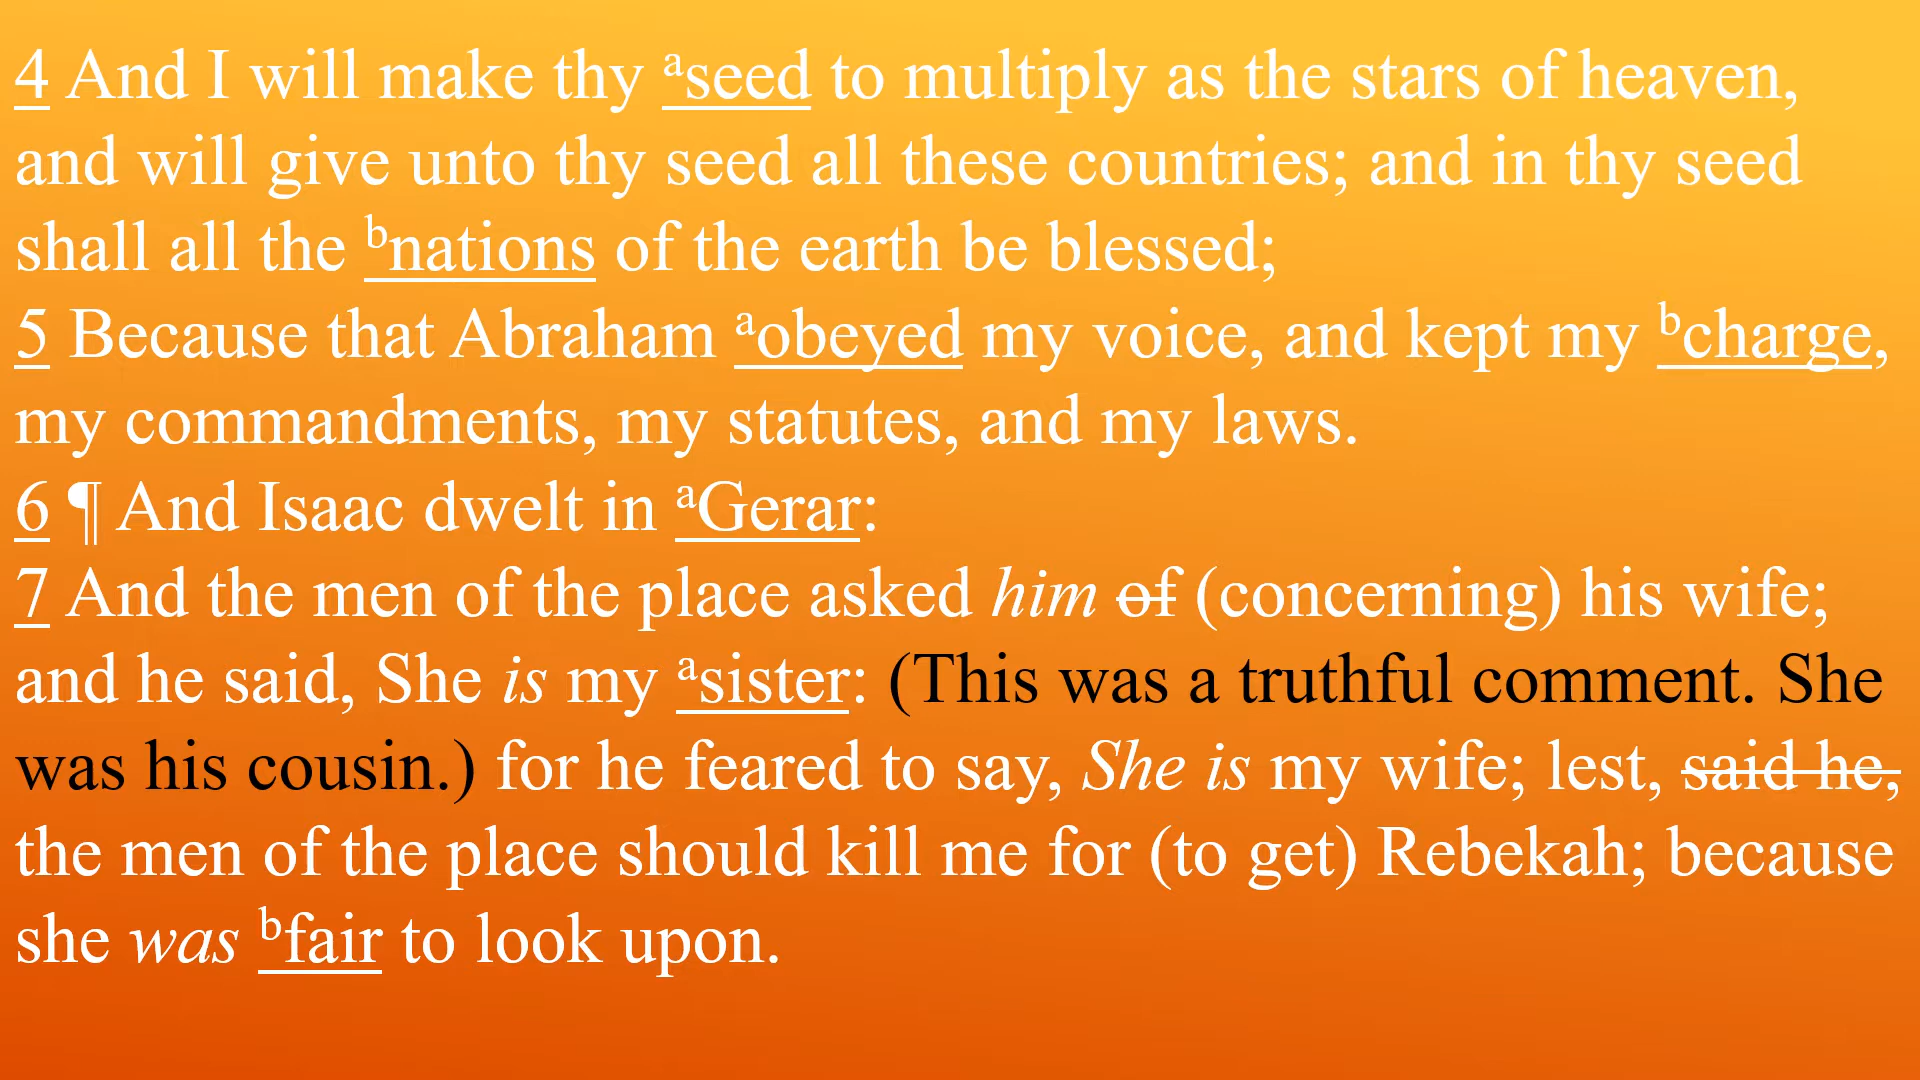 4 And I will make thy aseed to multiply as the stars of heaven,
and will give unto thy seed all these countries; and in thy seed
shall all the bnations of the earth be blessed;
5 Because that Abraham aobeyed my voice, and kept my bcharge,
my commandments, my statutes, and my laws.
6 ¶ And Isaac dwelt in aGerar:
7 And the men of the place asked him of (concerning) his wife;
and he said, She is my asister: (This was a truthful comment. She
was his cousin.) for he feared to say, She is my wife; lest, said he,
the men of the place should kill me for (to get) Rebekah; because
she was bfair to look upon.